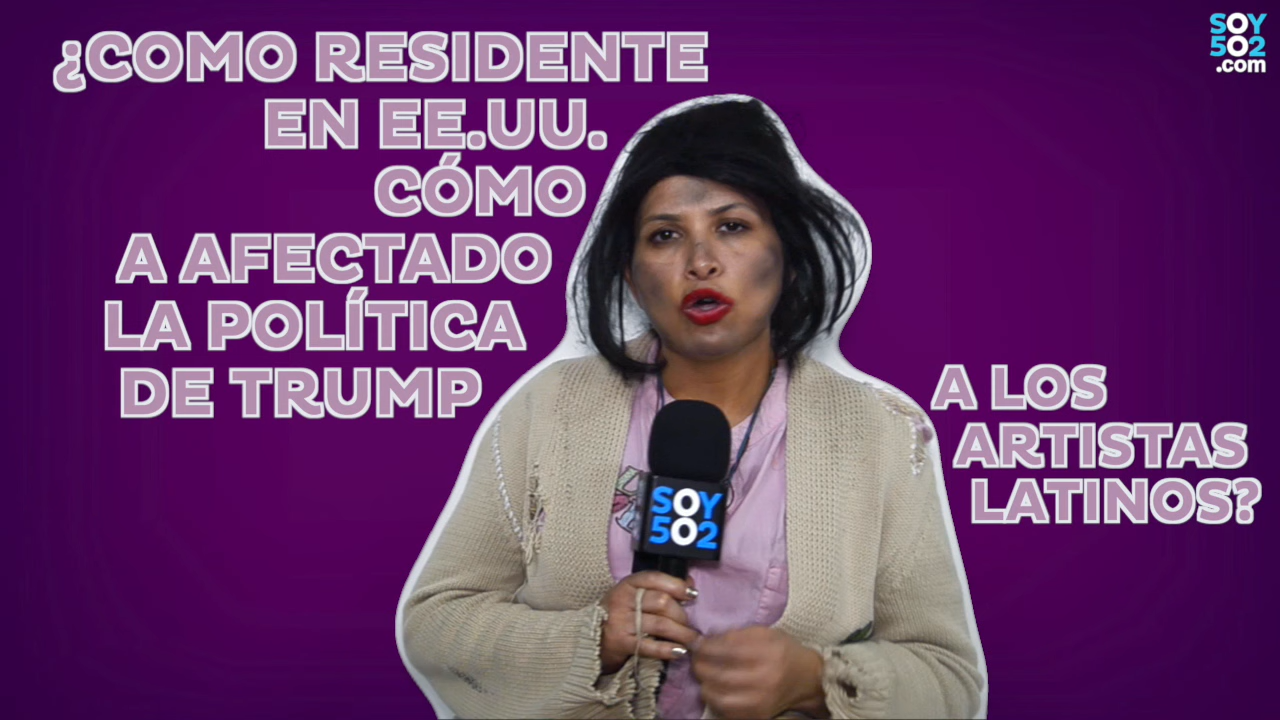 ¿COMO RESIDENTE
EN EE.UU.
CÓMO
A AFECTADO
LA POLÍTICA
DE TRUMP
A LOS
ARTISTAS
LATINOS?
SOY
502
.com
SOY
502